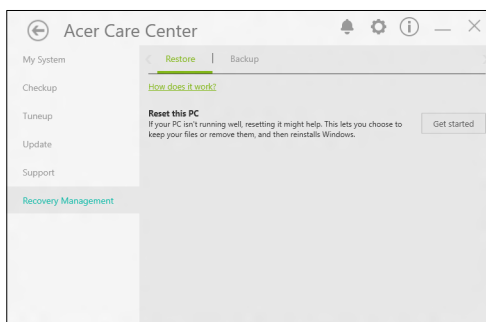 Acer Care Center
My System
Checkup
Tuneup
Update
Support
Recovery Management
Restore
Backup
How does it work?
Reset this PC
If your PC isn't running well, resetting it might help. This lets you choose to
keep your files or remove them, and then reinstalls Windows.
Get started